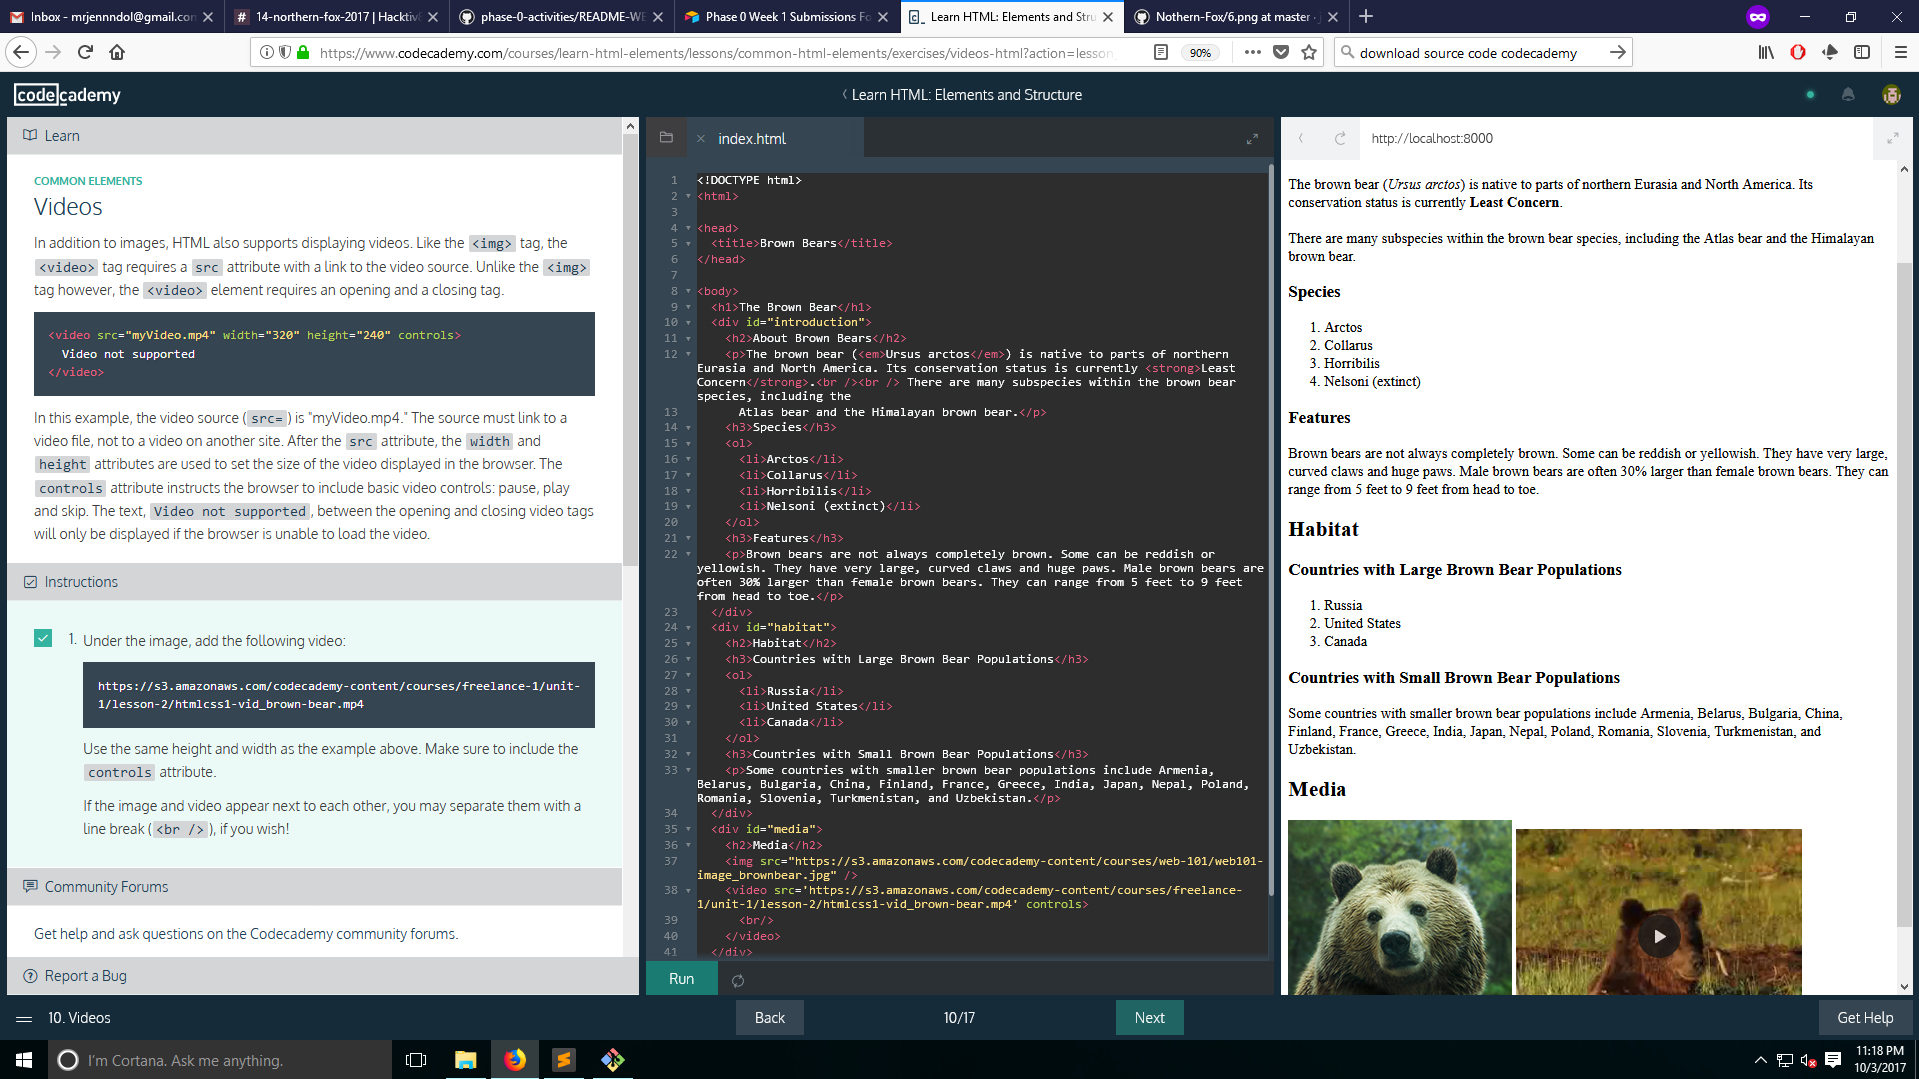 Inbox - mrjennndol@gmail.con
14-northern-fox-2017 | Hacktiv8
phase-0-activities/README-WE
Phase 0 Week 1 Submissions Fo
Learn HTML: Elements and Stru
Nothern-Fox/6.png at master ·
https://www.codecademy.com/courses/learn-html-elements/lessons/common-html-elements/exercises/videos-html?action=lesson
90%
download source code codecademy
codecademy
Learn HTML: Elements and Structure
Learn
COMMON ELEMENTS
Videos
In addition to images, HTML also supports displaying videos. Like the <img> tag, the
<video> tag requires a src attribute with a link to the video source. Unlike the <img>
tag however, the <video> element requires an opening and a closing tag.
<video src="myVideo.mp4" width="320" height="240" controls>
Video not supported
</video>
In this example, the video source ( src= ) is "myVideo.mp4." The source must link to a
video file, not to a video on another site. After the src attribute, the width and
height attributes are used to set the size of the video displayed in the browser. The
controls attribute instructs the browser to include basic video controls: pause, play
and skip. The text, Video not supported , between the opening and closing video tags
will only be displayed if the browser is unable to load the video.
Instructions
1. Under the image, add the following video:
https://s3.amazonaws.com/codecademy-content/courses/freelance-1/unit-
1/lesson-2/htmlcss1-vid_brown-bear.mp4
Use the same height and width as the example above. Make sure to include the
controls attribute.
If the image and video appear next to each other, you may separate them with a
line break ( <br /> ), if you wish!
Community Forums
Get help and ask questions on the Codecademy community forums.
Report a Bug
index.html
1 <!DOCTYPE html>
2 <html>
3
4 <head>
5 <title>Brown Bears</title>
6 </head>
7
8 <body>
9 <h1>The Brown Bear</h1>
10 <div id="introduction">
11 <h2>About Brown Bears</h2>
12 <p>The brown bear (<em>Ursus arctos</em>) is native to parts of northern
Eurasia and North America. Its conservation status is currently <strong>Least
Concern</strong>.<br /><br /> There are many subspecies within the brown bear
species, including the
13 Atlas bear and the Himalayan brown bear.</p>
14 <h3>Species</h3>
15 <ol>
16 <li>Arctos</li>
17 <li>Collarus</li>
18 <li>Horribilis</li>
19 <li>Nelsoni (extinct)</li>
20 </ol>
21 <h3>Features</h3>
22 <p>Brown bears are not always completely brown. Some can be reddish or
yellowish. They have very large, curved claws and huge paws. Male brown bears are
often 30% larger than female brown bears. They can range from 5 feet to 9 feet
from head to toe.</p>
23 </div>
24 <div id="habitat">
25 <h2>Habitat</h2>
26 <h3>Countries with Large Brown Bear Populations</h3>
27 <ol>
28 <li>Russia</li>
29 <li>United States</li>
30 <li>Canada</li>
31 </ol>
32 <h3>Countries with Small Brown Bear Populations</h3>
33 <p>Some countries with smaller brown bear populations include Armenia,
Belarus, Bulgaria, China, Finland, France, Greece, India, Japan, Nepal, Poland,
Romania, Slovenia, Turkmenistan, and Uzbekistan.</p>
34 </div>
35 <div id="media">
36 <h2>Media</h2>
37 <img src="https://s3.amazonaws.com/codecademy-content/courses/web-101/web101-
image_brownbear.jpg" />
38 <video src='https://s3.amazonaws.com/codecademy-content/courses/freelance-
1/unit-1/lesson-2/htmlcss1-vid_brown-bear.mp4' controls>
39 <br/>
40 </video>
41 </div>
Run
http://localhost:8000
The brown bear (Ursus arctos) is native to parts of northern Eurasia and North America. Its
conservation status is currently Least Concern.
There are many subspecies within the brown bear species, including the Atlas bear and the Himalayan
brown bear.
Species
1. Arctos
2. Collarus
3. Horribilis
4. Nelsoni (extinct)
Features
Brown bears are not always completely brown. Some can be reddish or yellowish. They have very large,
curved claws and huge paws. Male brown bears are often 30% larger than female brown bears. They can
range from 5 feet to 9 feet from head to toe.
Habitat
Countries with Large Brown Bear Populations
1. Russia
2. United States
3. Canada
Countries with Small Brown Bear Populations
Some countries with smaller brown bear populations include Armenia, Belarus, Bulgaria, China,
Finland, France, Greece, India, Japan, Nepal, Poland, Romania, Slovenia, Turkmenistan, and
Uzbekistan.
Media
10. Videos
Back
10/17
Next
Get Help
I'm Cortana. Ask me anything.
11:18 PM
10/3/2017